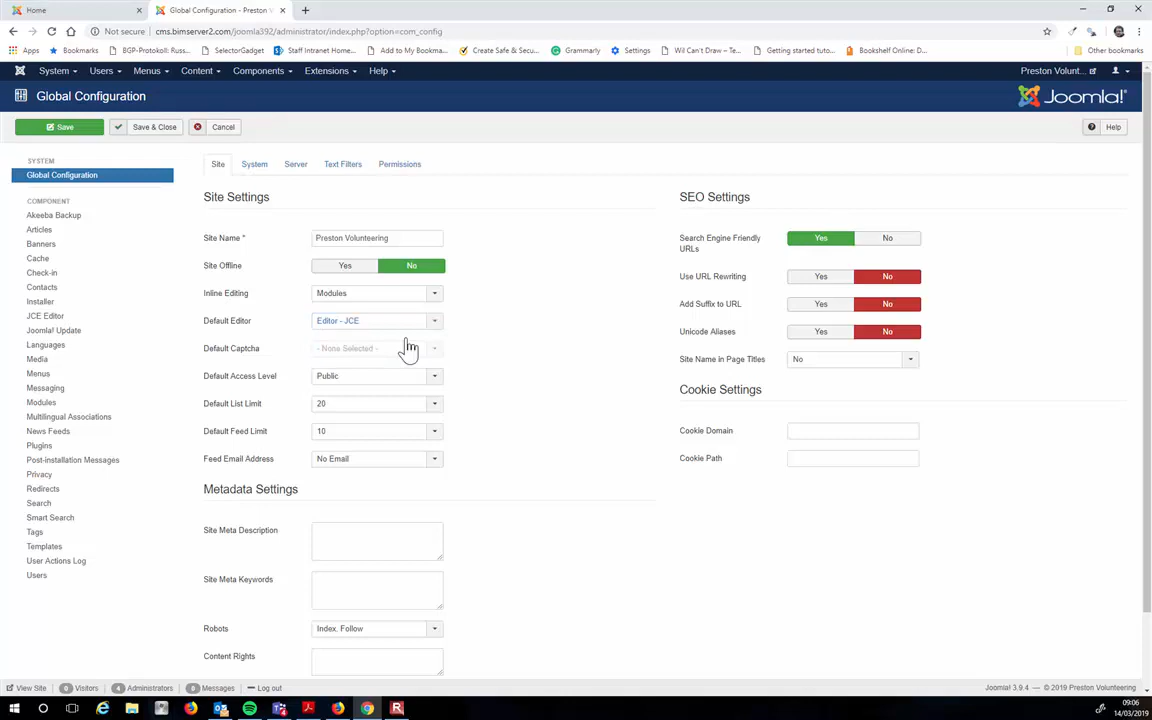 Home
Global Configuration - Preston
Not secure | cms.bimserver2.com/joomla392/administrator/index.php?option=com_config
Apps
Bookmarks
BGP-Protokoll: Russ...
SelectorGadget
Staff Intranet Home...
Add to My Bookma...
Create Safe & Secu...
Grammarly
Settings
Wil Can't Draw – Te...
Getting started tuto...
Bookshelf Online: D...
Other bookmarks
System Users Menus Content Components Extensions Help
Preston Volunt...
Global Configuration
Joomla!®
Save
Save & Close
Cancel
Help
SYSTEM
Global Configuration
COMPONENT
Akeeba Backup
Articles
Banners
Cache
Check-in
Contacts
Installer
JCE Editor
Joomla! Update
Languages
Media
Menus
Messaging
Modules
Multilingual Associations
News Feeds
Plugins
Post-installation Messages
Privacy
Redirects
Search
Smart Search
Tags
Templates
User Actions Log
Users
Site System Server Text Filters Permissions
Site Settings
Site Name * Preston Volunteering
Site Offline Yes No
Inline Editing Modules
Default Editor Editor - JCE
Default Captcha - None Selected -
Default Access Level Public
Default List Limit 20
Default Feed Limit 10
Feed Email Address No Email
Metadata Settings
Site Meta Description
Site Meta Keywords
Robots Index, Follow
Content Rights
SEO Settings
Search Engine Friendly
URLs
Yes No
Use URL Rewriting Yes No
Add Suffix to URL Yes No
Unicode Aliases Yes No
Site Name in Page Titles No
Cookie Settings
Cookie Domain
Cookie Path
View Site
0 Visitors
4 Administrators
Messages
Log out
Joomla! 3.9.4 — © 2019 Preston Volunteering
09:06
14/03/2019